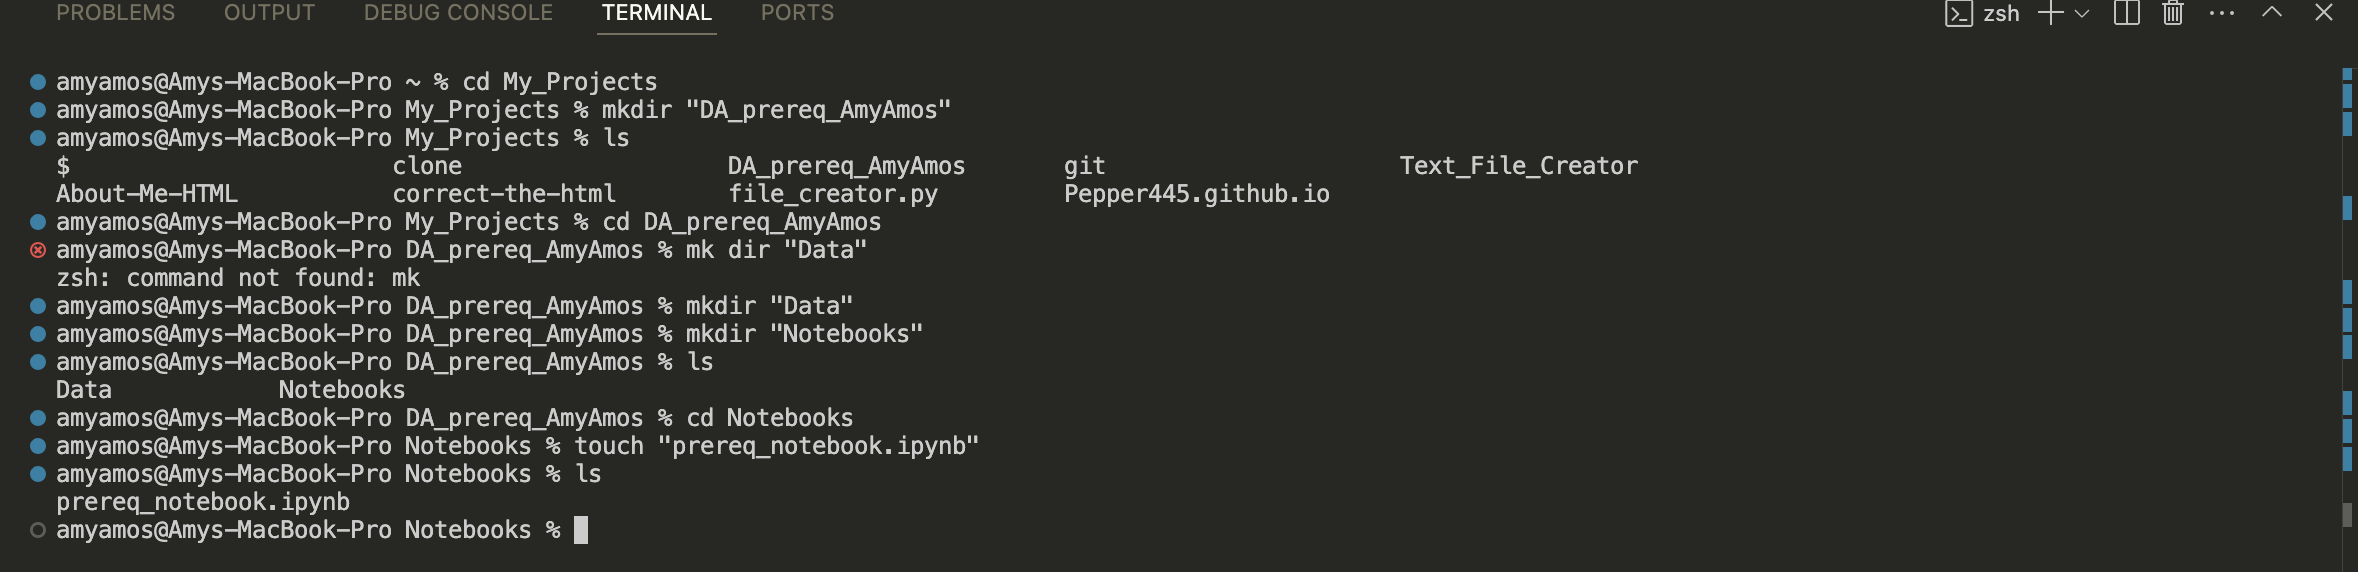 PROBLEMS OUTPUT DEBUG CONSOLE TERMINAL PORTS zsh
amyamos@Amys-MacBook-Pro ~ % cd My_Projects
amyamos@Amys-MacBook-Pro My_Projects % mkdir "DA_prereq_AmyAmos"
amyamos@Amys-MacBook-Pro My_Projects % ls
$ clone DA_prereq_AmyAmos git Text_File_Creator
About-Me-HTML correct-the-html file_creator.py Pepper445.github.io
amyamos@Amys-MacBook-Pro My_Projects % cd DA_prereq_AmyAmos
amyamos@Amys-MacBook-Pro DA_prereq_AmyAmos % mk dir "Data"
zsh: command not found: mk
amyamos@Amys-MacBook-Pro DA_prereq_AmyAmos % mkdir "Data"
amyamos@Amys-MacBook-Pro DA_prereq_AmyAmos % mkdir "Notebooks"
amyamos@Amys-MacBook-Pro DA_prereq_AmyAmos % ls
Data Notebooks
amyamos@Amys-MacBook-Pro DA_prereq_AmyAmos % cd Notebooks
amyamos@Amys-MacBook-Pro Notebooks % touch "prereq_notebook.ipynb"
amyamos@Amys-MacBook-Pro Notebooks % ls
prereq_notebook.ipynb
amyamos@Amys-MacBook-Pro Notebooks %